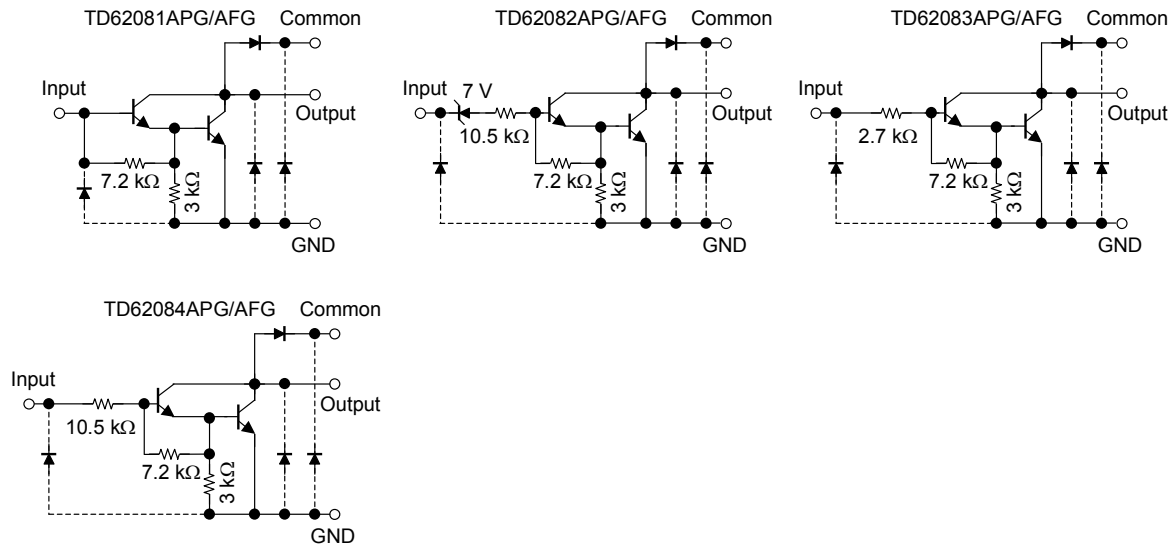 TD62081APG/AFG Common
Input
Output
7.2 kΩ
3 kΩ
GND
TD62082APG/AFG Common
Input
7 V
10.5 kΩ
Output
7.2 kΩ
3 kΩ
GND
TD62083APG/AFG Common
Input
2.7 kΩ
Output
7.2 kΩ
3 kΩ
GND
TD62084APG/AFG Common
Input
10.5 kΩ
Output
7.2 kΩ
3 kΩ
GND